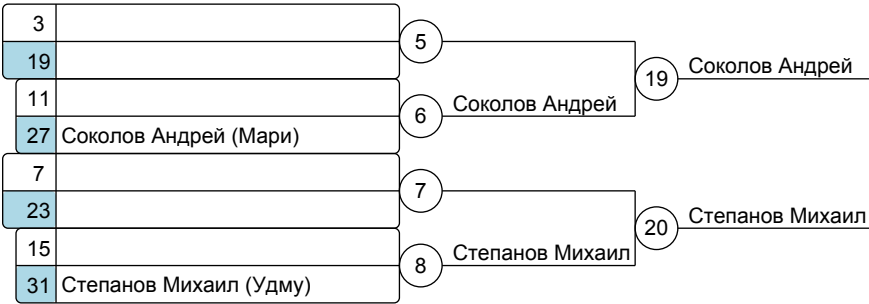 3
5
19
Соколов Андрей
19
11
Соколов Андрей
6
27 Соколов Андрей (Мари)
7
7
23
Степанов Михаил
20
15
Степанов Михаил
8
31 Степанов Михаил (Удму)